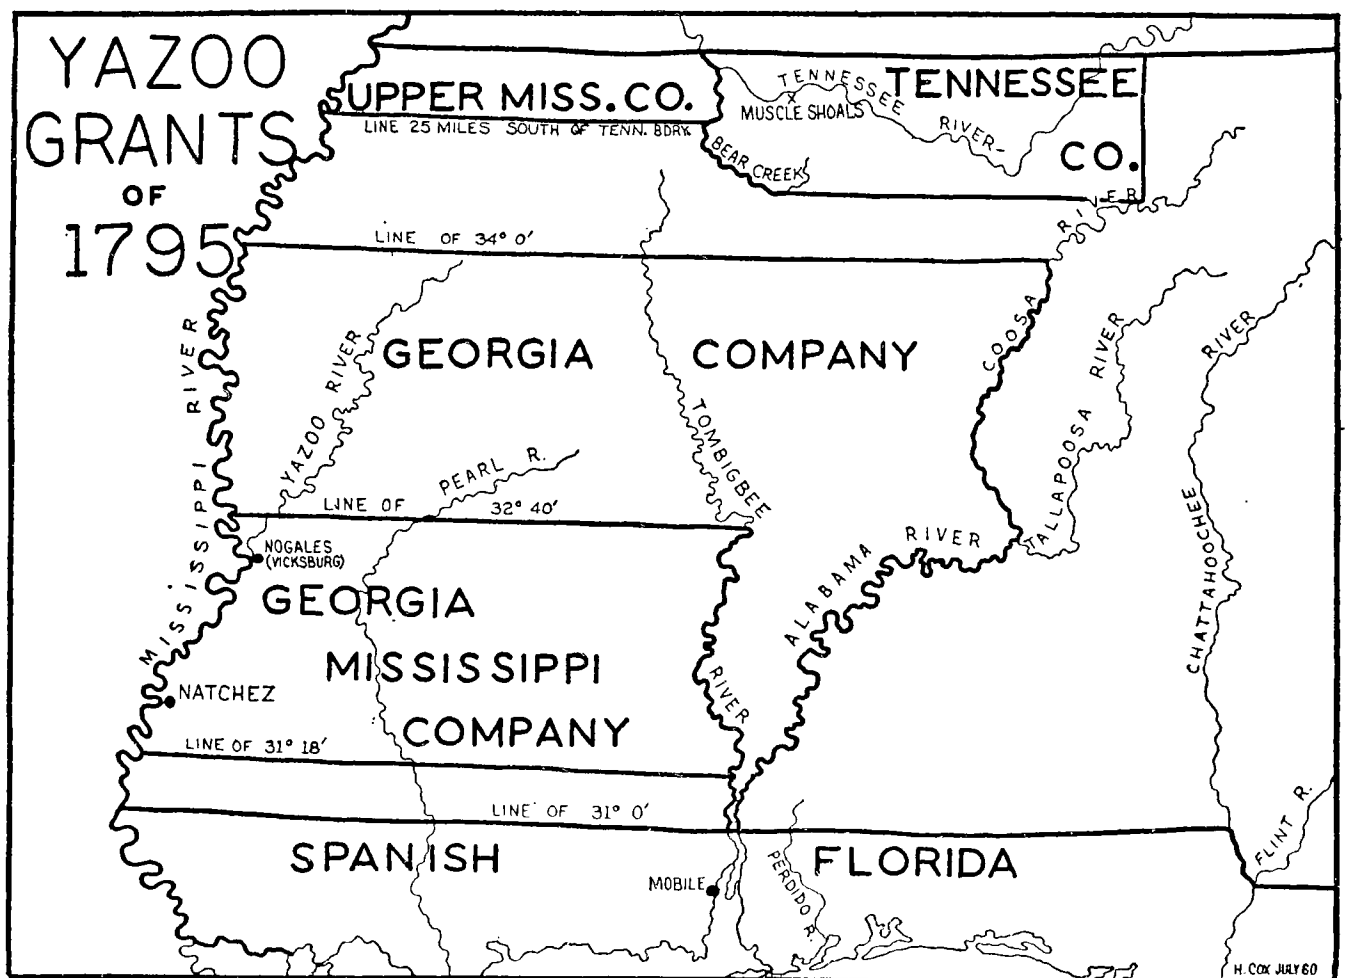 YAZOO
GRANTS
OF
1795
UPPER MISS. CO.
LINE 25 MILES SOUTH OF TENN. BDRY.
TENNESSEE
CO.
TENNESSEE
RIVER
MUSCLE SHOALS
BEAR CREEK
LINE OF 34° 0'
COOSA
RIVER
MISSISSIPPI RIVER
YAZOO RIVER
GEORGIA COMPANY
TOMBIGBEE
RIVER
PEARL R.
TALLAPOOSA RIVER
CHATTAHOOCHEE
RIVER
LINE OF 32° 40'
NOGALES
(VICKSBURG)
ALABAMA RIVER
GEORGIA
MISSISSIPPI
COMPANY
NATCHEZ
LINE OF 31° 18'
LINE OF 31° 0'
SPANISH FLORIDA
MOBILE
PERDIDO R.
FLINT R.
H. COX JULY 60